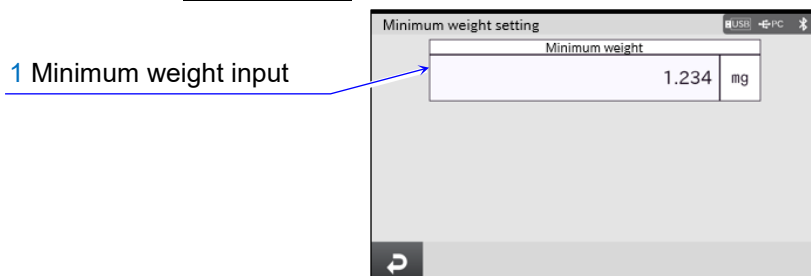 Minimum weight setting
USB PC
Minimum weight
1 Minimum weight input
1.234 mg